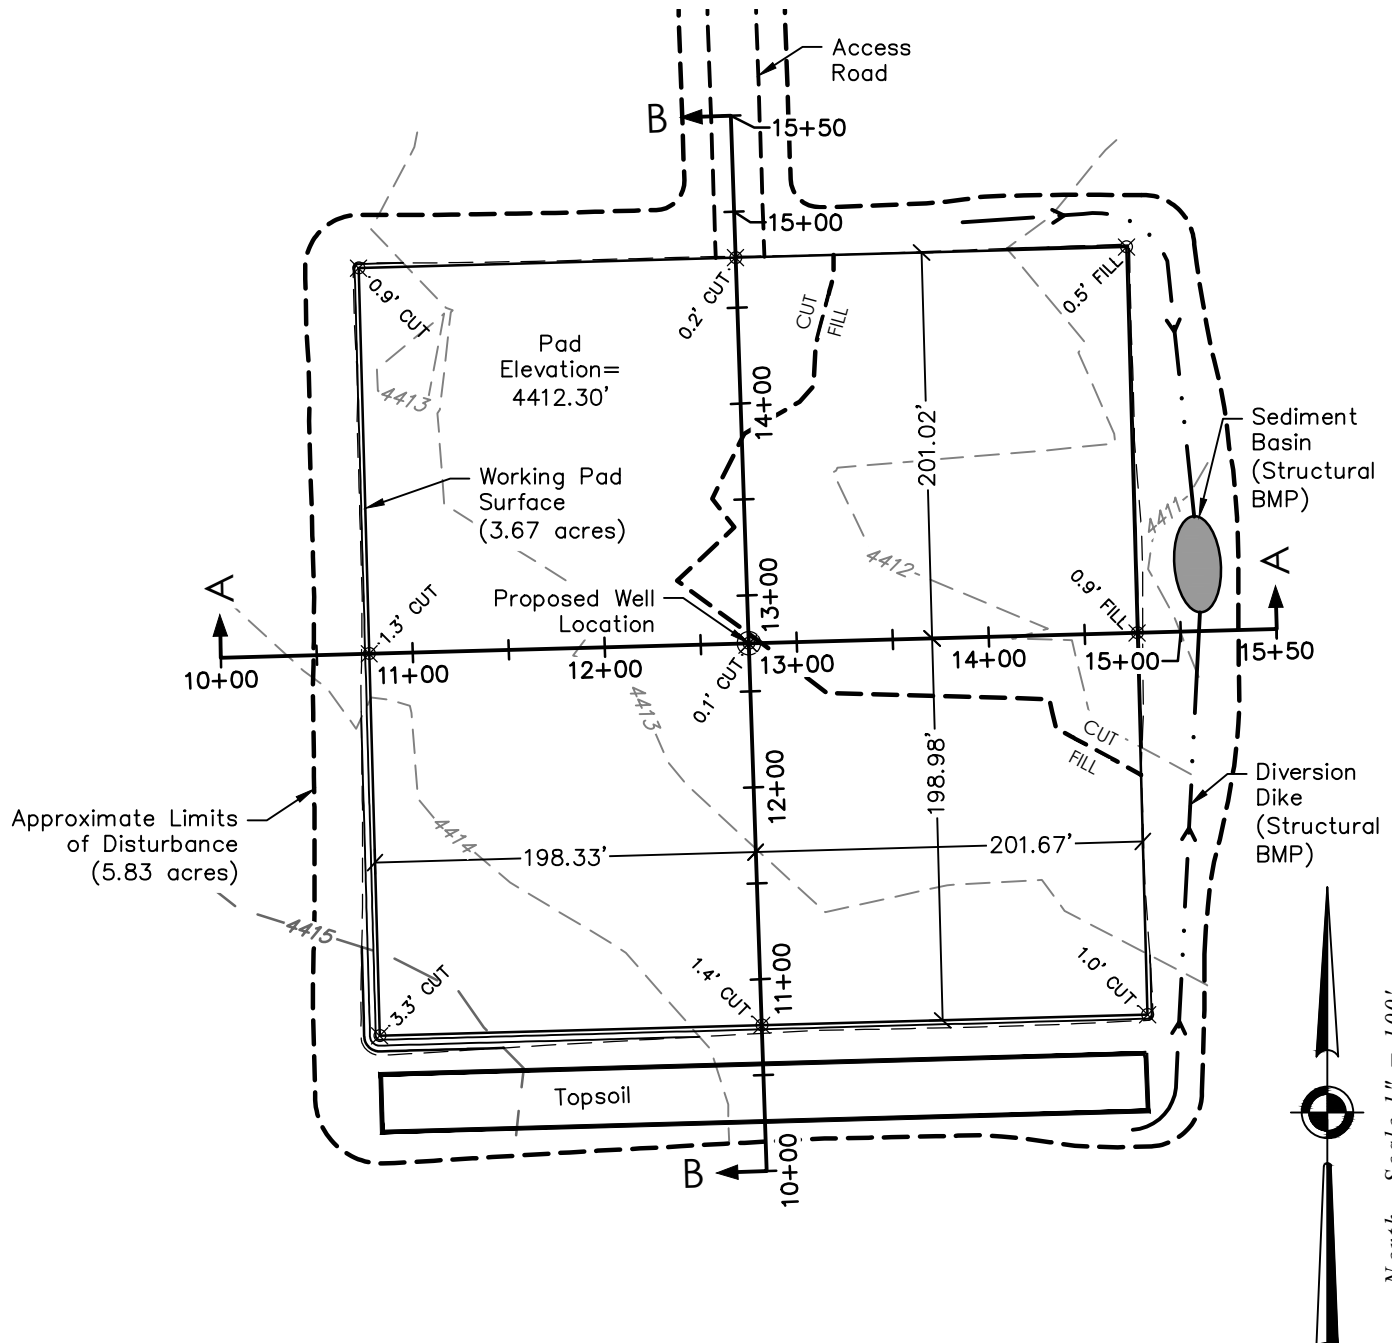 Access
Road
B
15+50
15+00
0.9' CUT
0.2' CUT
CUT
FILL
0.5' FILL
Pad
Elevation=
4412.30'
4413
14+00
201.02'
Sediment
Basin
(Structural
BMP)
Working Pad
Surface
(3.67 acres)
4411
4412
A
1.3' CUT
Proposed Well
Location
13+00
0.9' FILL
A
10+00
11+00
12+00
13+00
14+00
15+00
15+50
0.1' CUT
4413
CUT
FILL
12+00
198.98'
Diversion
Dike
(Structural
BMP)
Approximate Limits
of Disturbance
(5.83 acres)
4414
198.33'
201.67'
4415
3.3' CUT
1.4' CUT
11+00
1.0' CUT
Topsoil
B
10+00